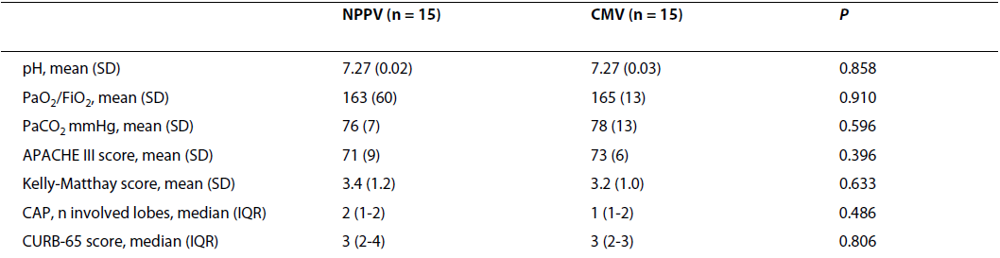 NPPV (n = 15) CMV (n = 15) P
pH, mean (SD) 7.27 (0.02) 7.27 (0.03) 0.858
PaO₂/FiO₂, mean (SD) 163 (60) 165 (13) 0.910
PaCO₂ mmHg, mean (SD) 76 (7) 78 (13) 0.596
APACHE III score, mean (SD) 71 (9) 73 (6) 0.396
Kelly-Matthay score, mean (SD) 3.4 (1.2) 3.2 (1.0) 0.633
CAP, n involved lobes, median (IQR) 2 (1-2) 1 (1-2) 0.486
CURB-65 score, median (IQR) 3 (2-4) 3 (2-3) 0.806